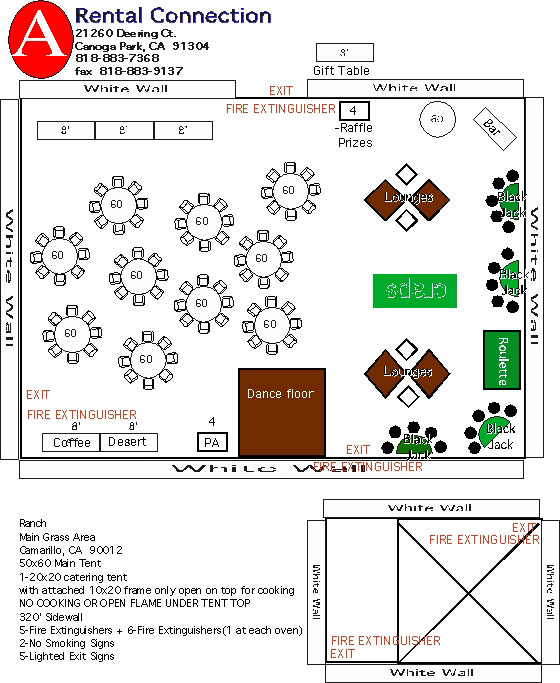 A
Rental Connection
21260 Deering Ct.
Canoga Park, CA 91304
818-883-7368
fax 818-883-9137
8'
Gift Table
White Wall
EXIT
White Wall
FIRE EXTINGUISHER
4
-Raffle
Prizes
60
Bar
8'
8'
8'
60
60
60
60
60
60
60
60
60
60
Lounges
Black
Jack
White Wall
White Wall
craps
Black
Jack
Lounges
Roulette
Dance floor
EXIT
FIRE EXTINGUISHER
8'
8'
Coffee
Desert
4
PA
EXIT
Black
Jack
Black
Jack
White Wall
FIRE EXTINGUISHER
Ranch
Main Grass Area
Camarillo, CA 90012
50x60 Main Tent
1-20x20 catering tent
with attached 10x20 frame only open on top for cooking
NO COOKING OR OPEN FLAME UNDER TENT TOP
320' Sidewall
5-Fire Extinguishers + 6-Fire Extinguishers(1 at each oven)
2-No Smoking Signs
5-Lighted Exit Signs
White Wall
EXIT
FIRE EXTINGUISHER
White Wall
White Wall
FIRE EXTINGUISHER
EXIT
White Wall